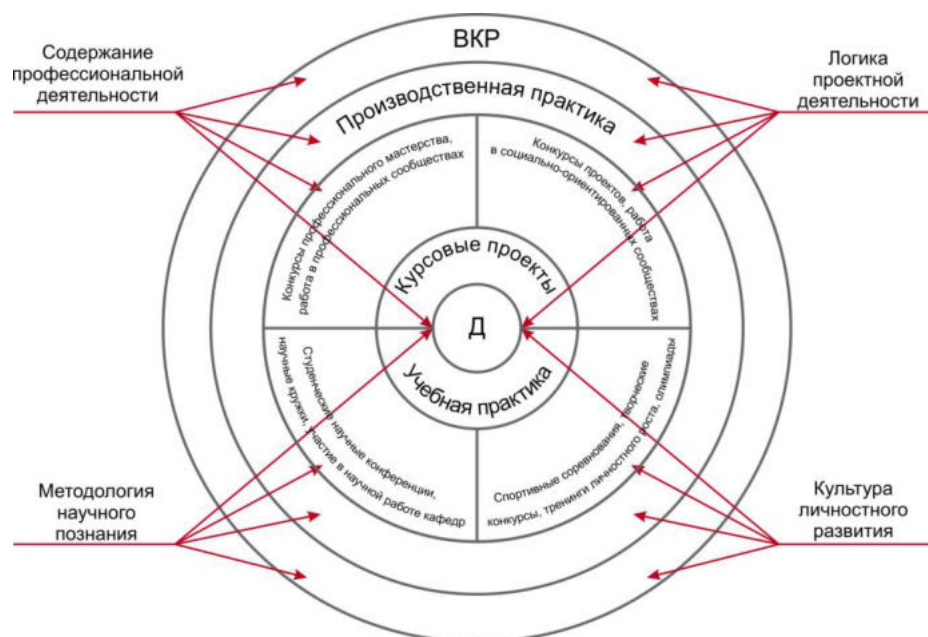 ВКР
Содержание
профессиональной
деятельности
Логика
проектной
деятельности
Производственная практика
Конкурсы профессионального мастерства,
работа в профессиональных сообществах
Конкурсы проектов, работа
в социально-ориентированных сообществах
Курсовые проекты
Д
Учебная практика
Студенческие научные конференции,
научные кружки, участие в научной работе кафедр
Спортивные соревнования, творческие
конкурсы, тренинги личностного роста, олимпиады
Методология
научного
познания
Культура
личностного
развития